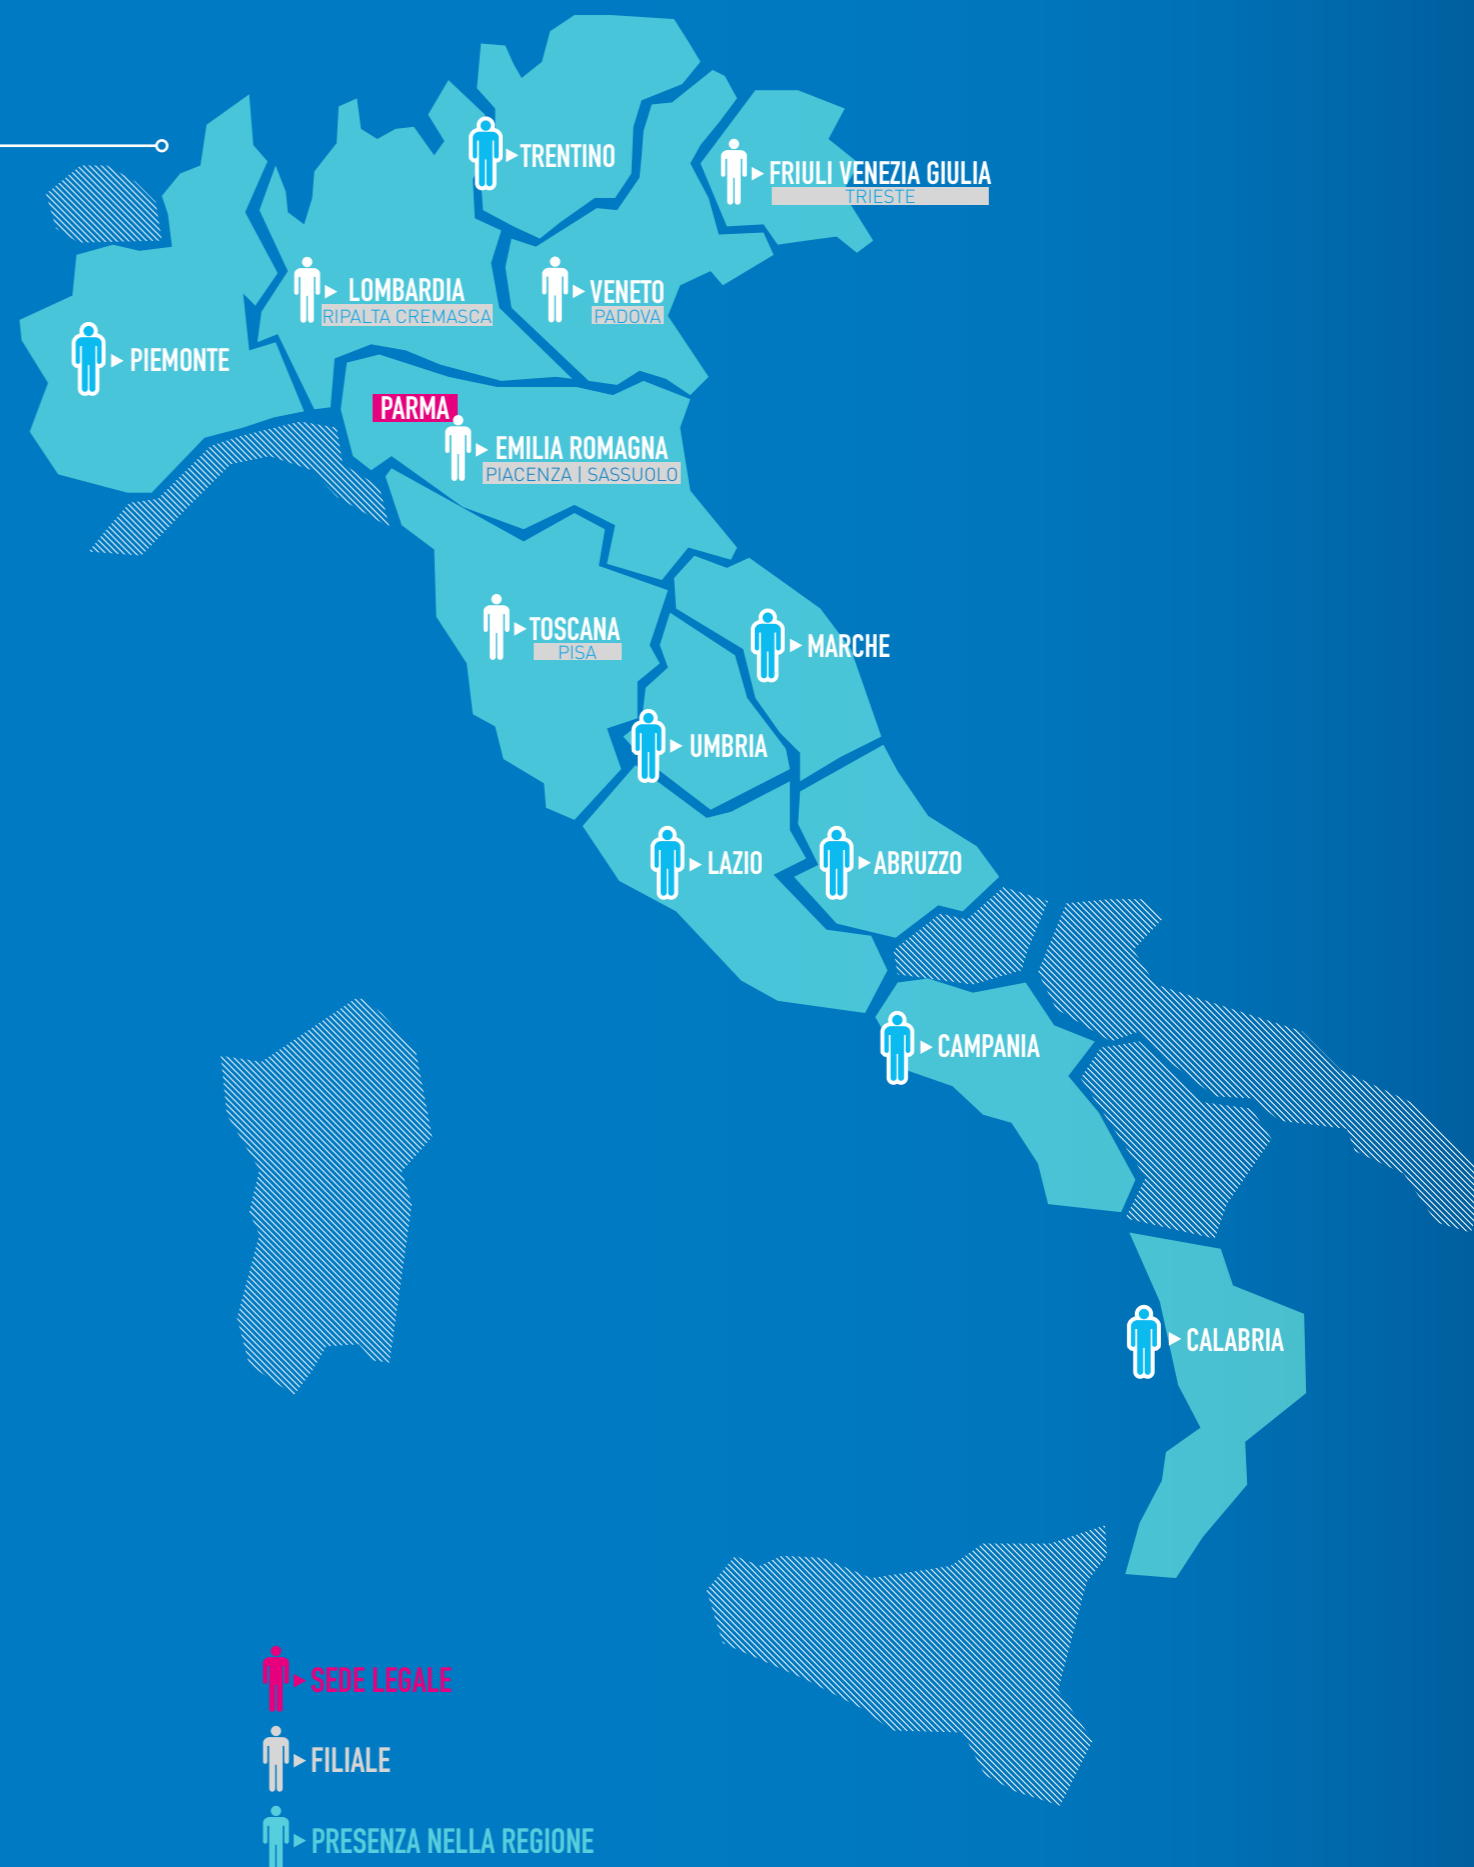 TRENTINO
FRIULI VENEZIA GIULIA
TRIESTE
LOMBARDIA
RIPALTA CREMASCA
VENETO
PADOVA
PIEMONTE
PARMA
EMILIA ROMAGNA
PIACENZA | SASSUOLO
TOSCANA
PISA
MARCHE
UMBRIA
LAZIO
ABRUZZO
CAMPANIA
CALABRIA
SEDE LEGALE
FILIALE
PRESENZA NELLA REGIONE